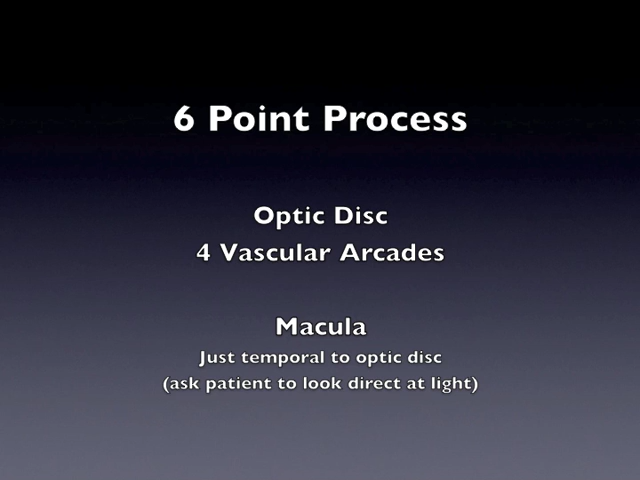 6 Point Process
Optic Disc
4 Vascular Arcades
Macula
Just temporal to optic disc
(ask patient to look direct at light)